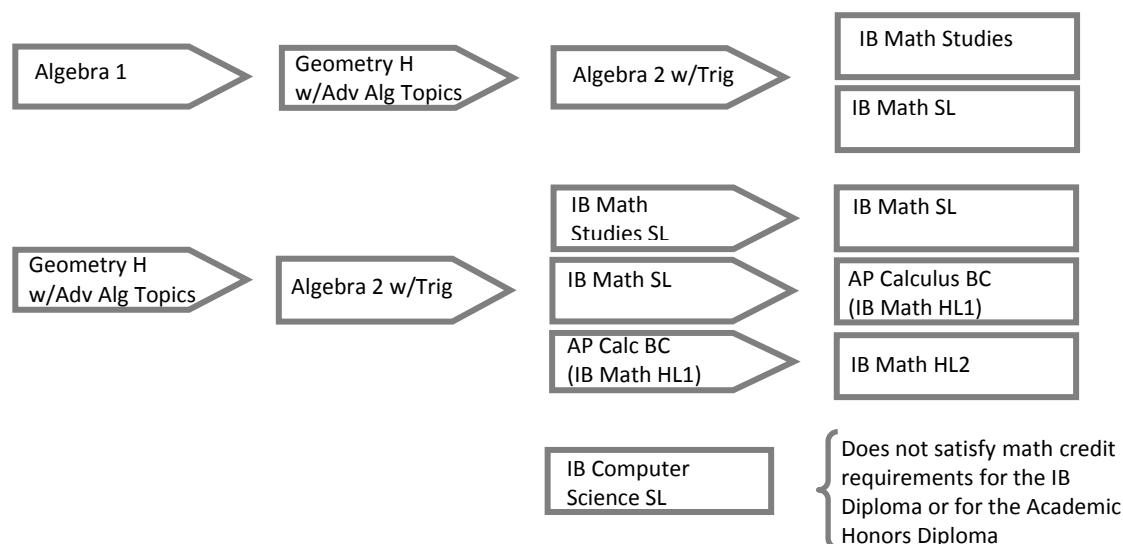 Algebra 1
Geometry H
w/Adv Alg Topics
Algebra 2 w/Trig
IB Math Studies
IB Math SL
Geometry H
w/Adv Alg Topics
Algebra 2 w/Trig
IB Math
Studies SL
IB Math SL
IB Math SL
AP Calculus BC
(IB Math HL1)
AP Calc BC
(IB Math HL1)
IB Math HL2
IB Computer
Science SL
Does not satisfy math credit
requirements for the IB
Diploma or for the Academic
Honors Diploma